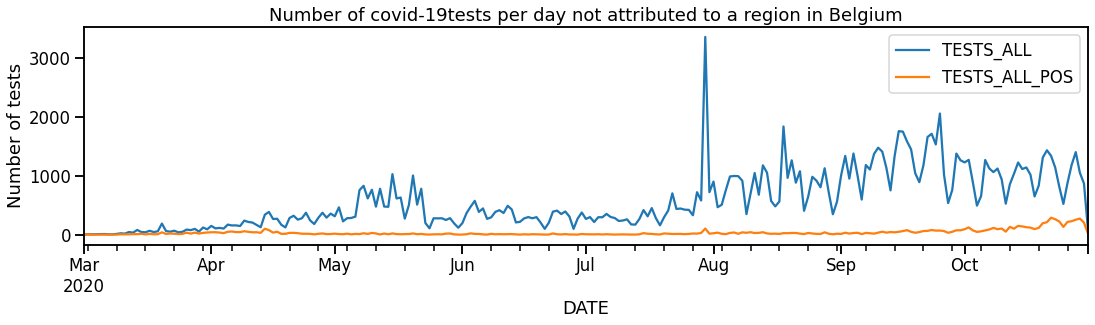 Number of covid-19tests per day not attributed to a region in Belgium
TESTS_ALL
TESTS_ALL_POS
Number of tests
3000
2000
1000
0
Mar Apr May Jun Jul Aug Sep Oct
2020
DATE